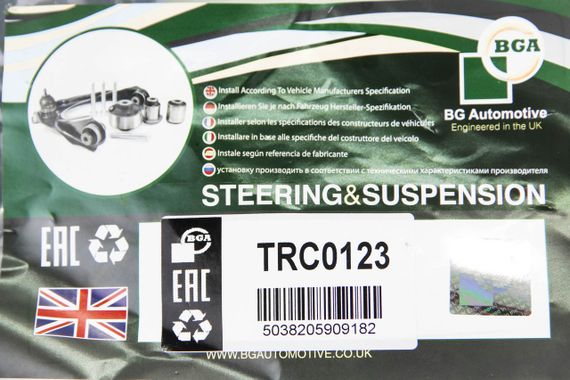 BGA
BG Automotive
Engineered in the UK
Install According To Vehicle Manufacturers Specification
Installieren Sie je nach Fahrzeug Hersteller-Spezifikation
Installer selon les specifications des constructeurs de véhicules
Installare in base alle specifiche del costruttore del veicolo
Instale según referencia de fabricante
установку производить в соответствии с техническими характеристиками производителя
STEERING&SUSPENSION
EAC
BGA
EAC
TRC0123
5038205909182
WWW.BGAUTOMOTIVE.CO.UK